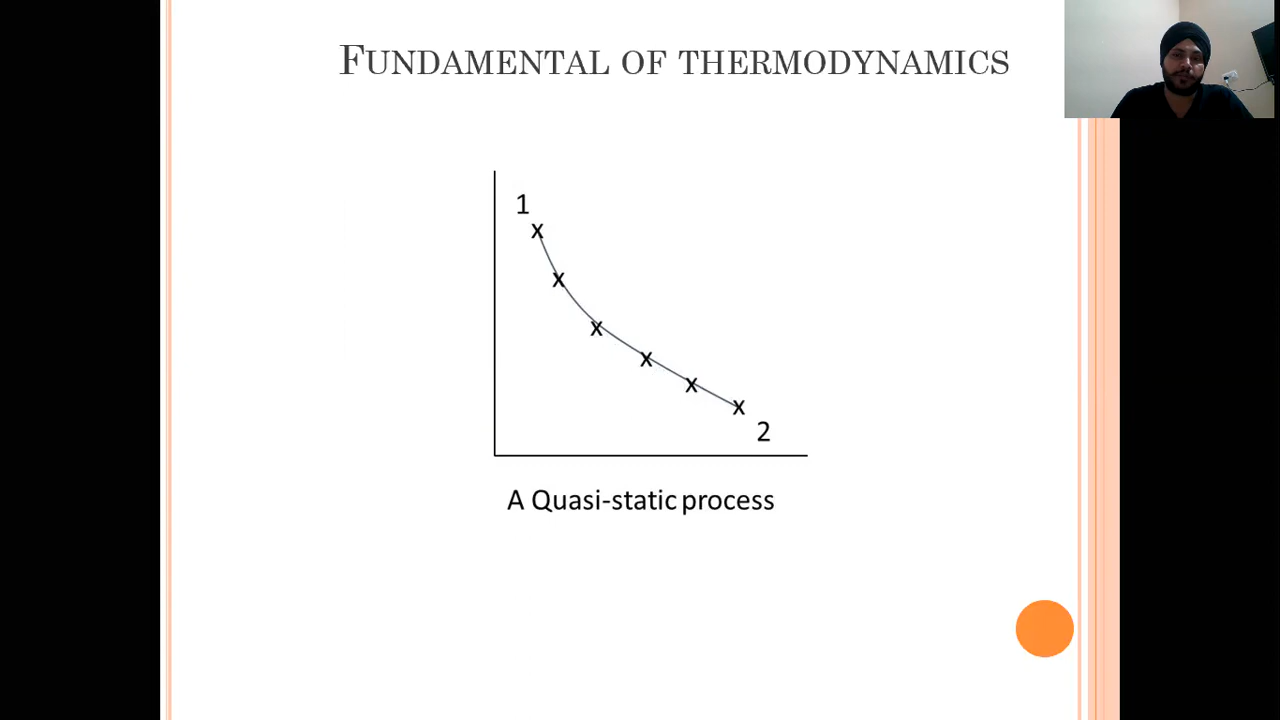 FUNDAMENTAL OF THERMODYNAMICS
1
x
x
x
x
x
x
2
A Quasi-static process